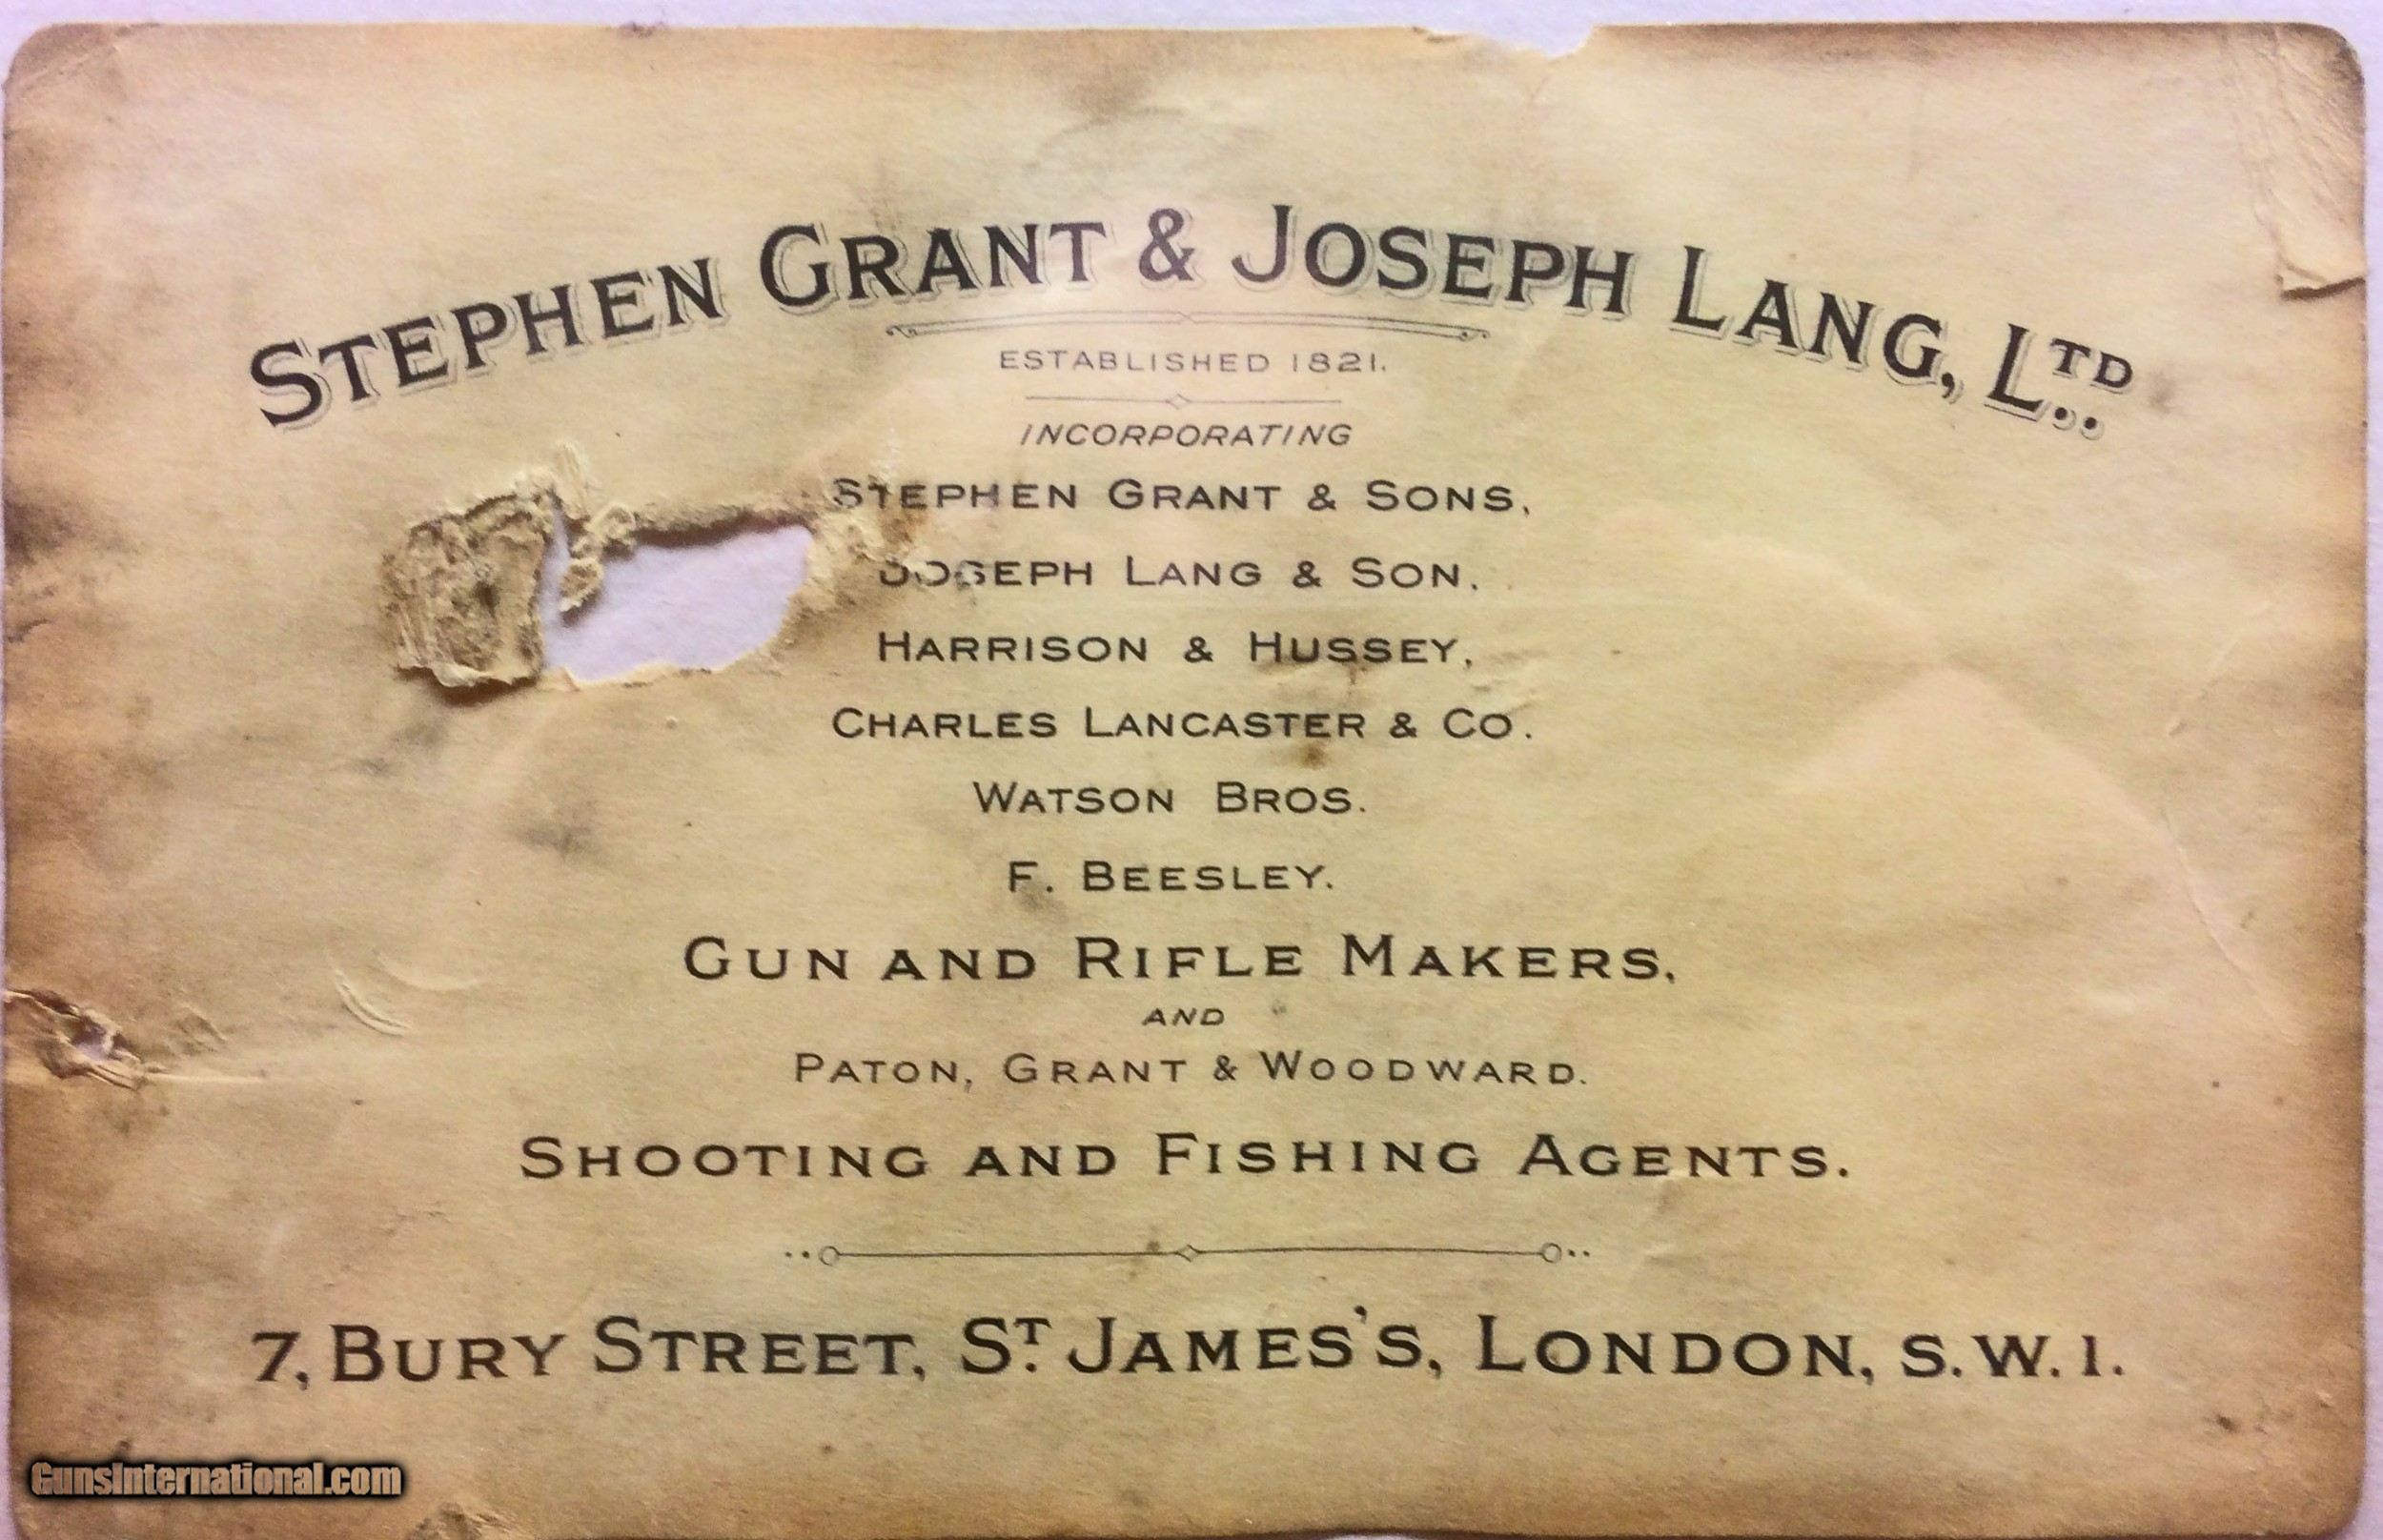 STEPHEN GRANT & JOSEPH LANG, LTD.
ESTABLISHED 1821.
INCORPORATING
STEPHEN GRANT & SONS,
JOSEPH LANG & SON,
HARRISON & HUSSEY,
CHARLES LANCASTER & CO.
WATSON BROS.
F. BEESLEY.
GUN AND RIFLE MAKERS,
AND
PATON, GRANT & WOODWARD.
SHOOTING AND FISHING AGENTS.
7, BURY STREET, ST. JAMES'S, LONDON, S.W.1.
GunsInternational.com